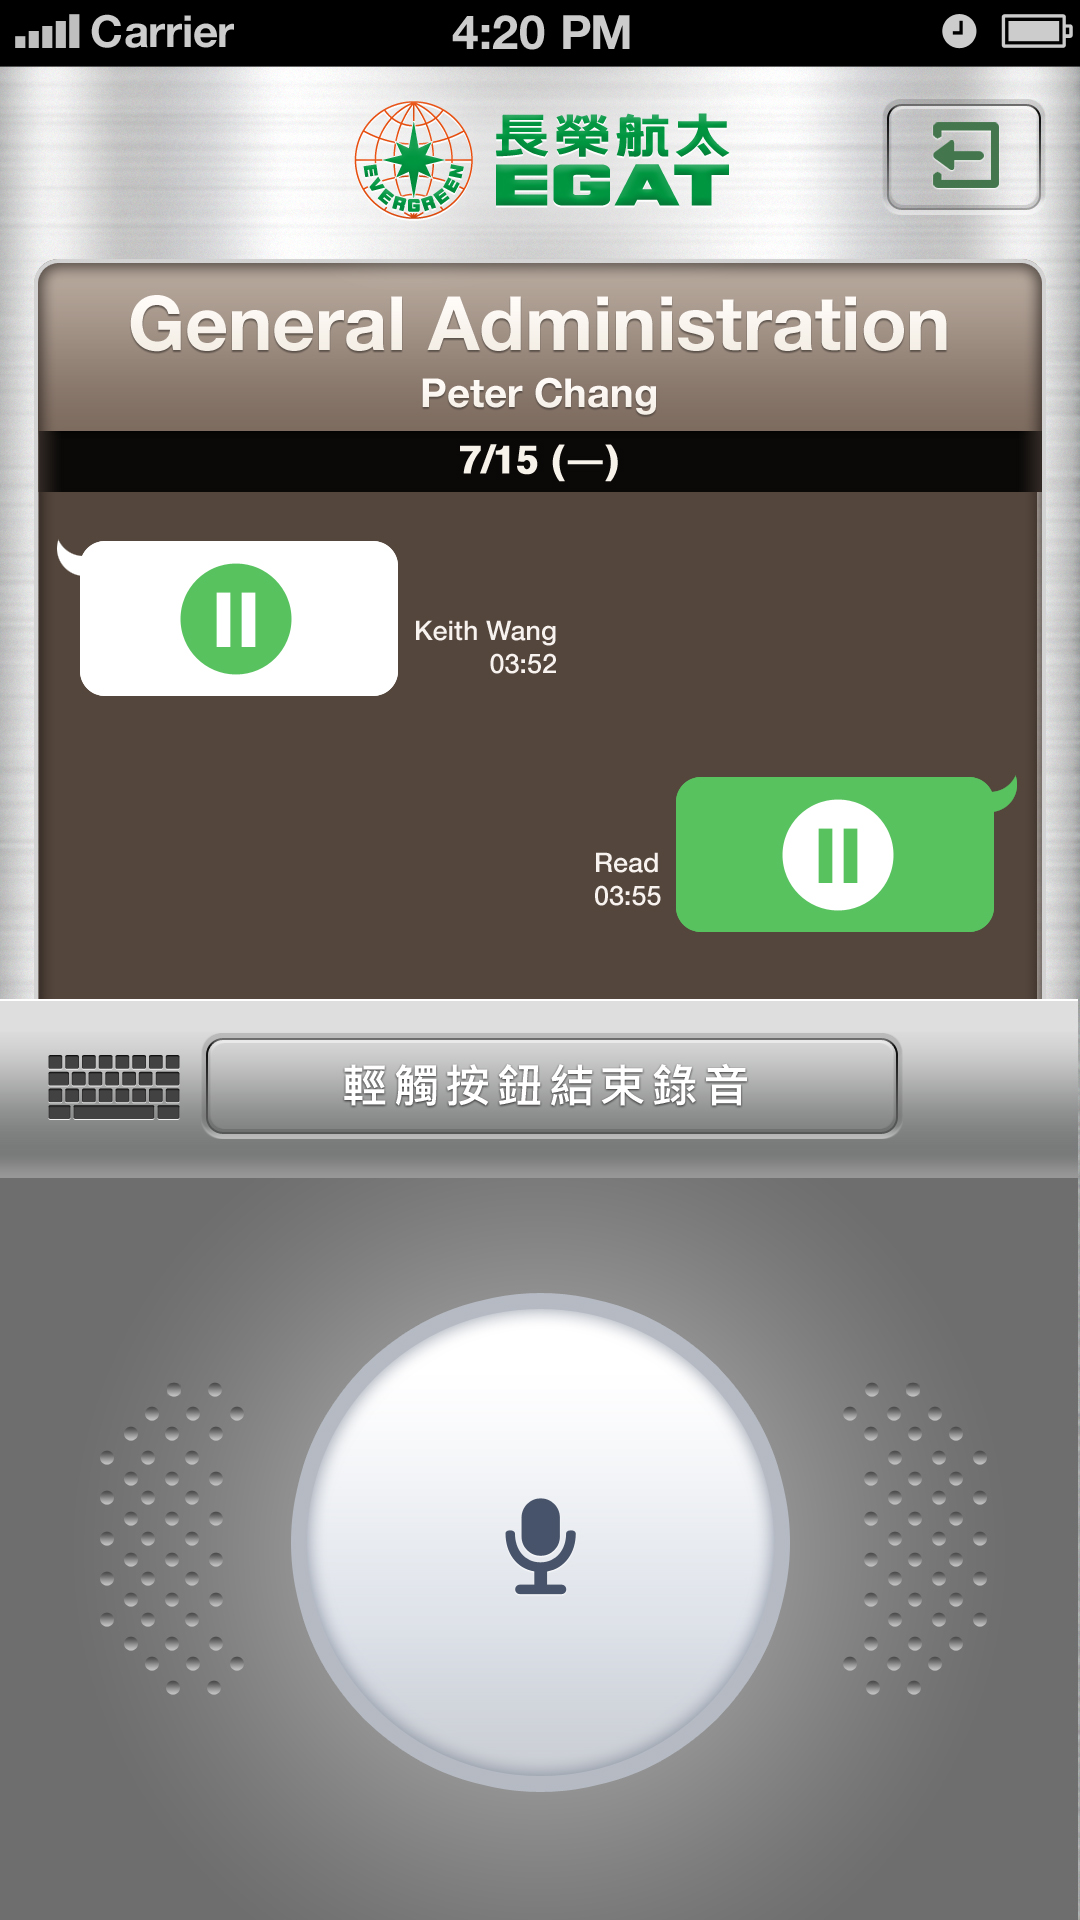 Carrier
4:20 PM
長榮航太
EGAT
EVERGREEN
General Administration
Peter Chang
7/15 (一)
Keith Wang
03:52
Read
03:55
輕觸按鈕結束錄音